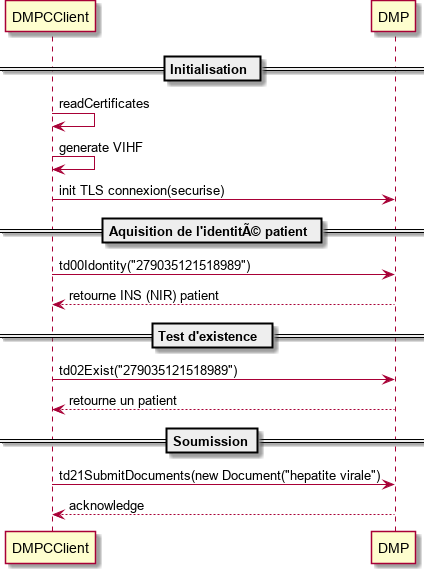 DMPCClient DMP
Initialisation
readCertificates
generate VIHF
init TLS connexion(securise)
Aquisition de l'identitÃ© patient
td00Idontity("279035121518989")
retourne INS (NIR) patient
Test d'existence
td02Exist("279035121518989")
retourne un patient
Soumission
td21SubmitDocuments(new Document("hepatite virale")
acknowledge
DMPCClient DMP